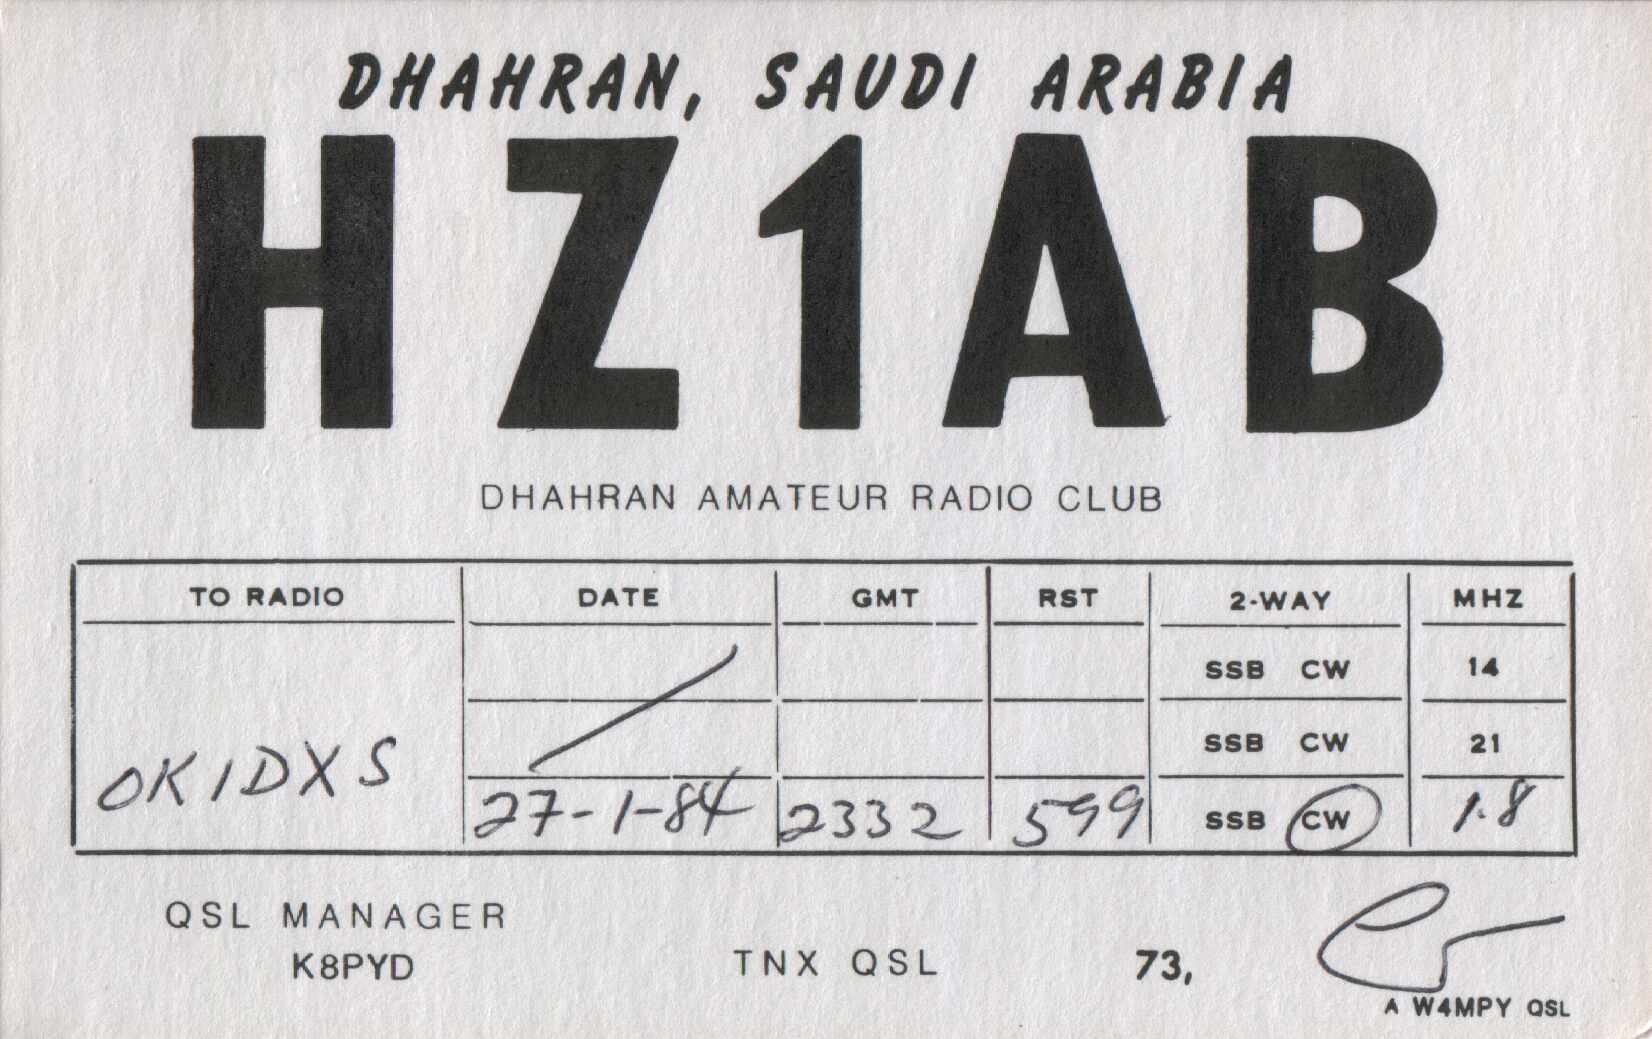 DHAHRAN, SAUDI ARABIA
HZ1AB
DHAHRAN AMATEUR RADIO CLUB
TO RADIO DATE GMT RST 2-WAY MHZ
SSB CW 14
SSB CW 21
OK1DXS 27-1-84 2332 599 SSB CW 1.8
QSL MANAGER
K8PYD TNX QSL 73,
A W4MPY QSL